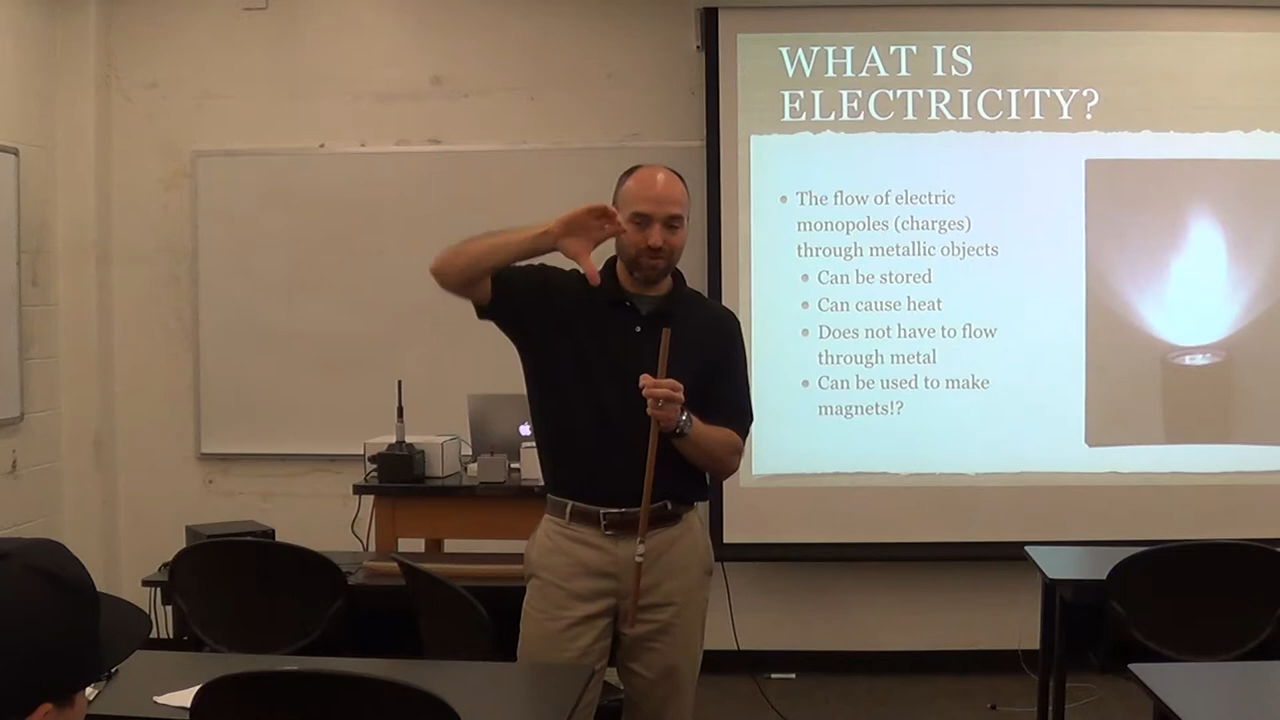 WHAT IS
ELECTRICITY?
The flow of electric
monopoles (charges)
through metallic objects
Can be stored
Can cause heat
Does not have to flow
through metal
Can be used to make
magnets!?